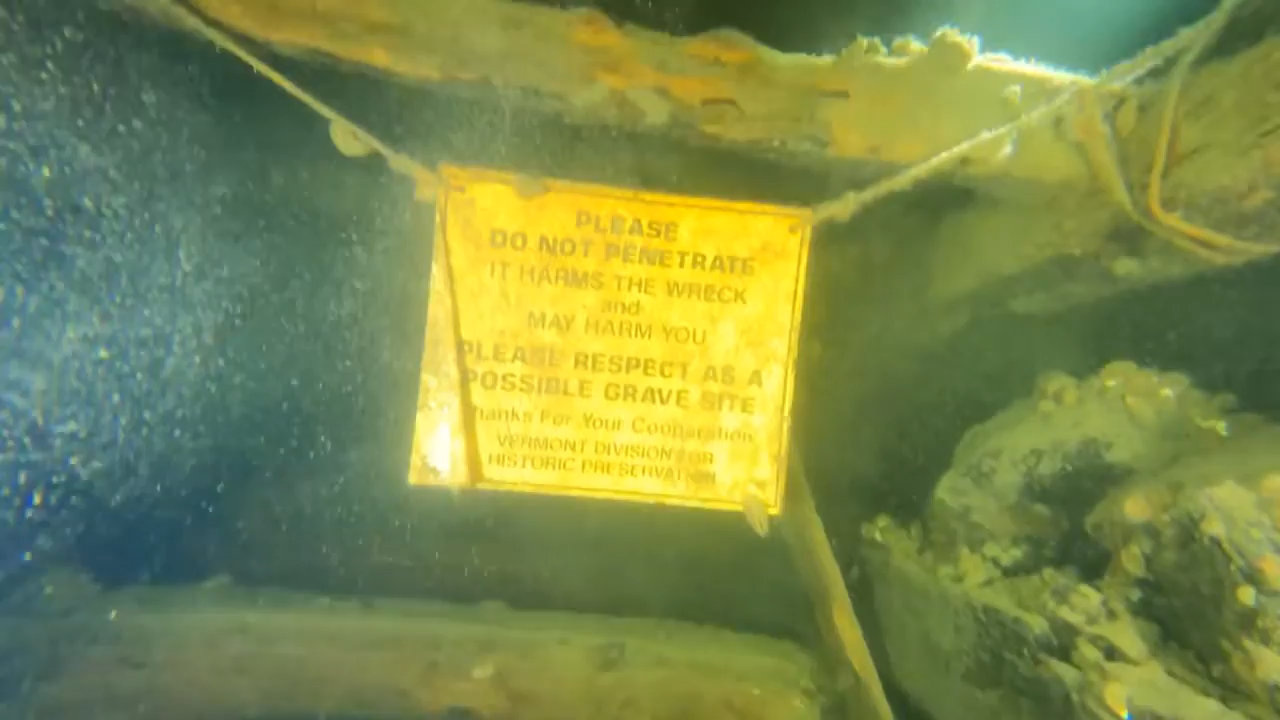 PLEASE
DO NOT PENETRATE
IT HARMS THE WRECK
and
MAY HARM YOU
PLEASE RESPECT AS A
POSSIBLE GRAVE SITE
Thanks For Your Cooperation
VERMONT DIVISION FOR
HISTORIC PRESERVATION